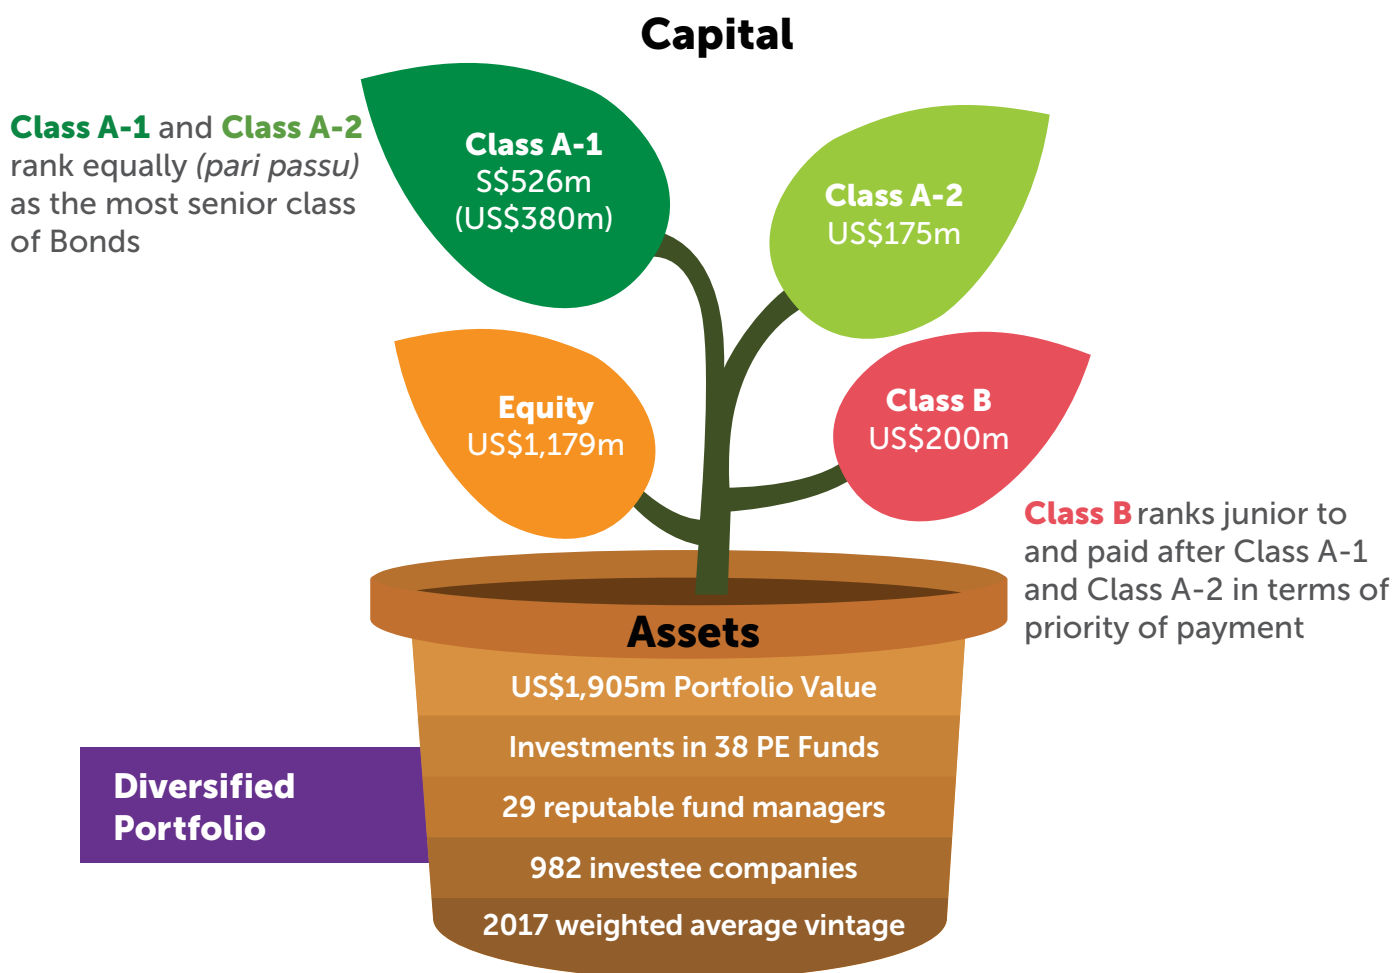 Capital
Class A-1 and Class A-2
rank equally (pari passu)
as the most senior class
of Bonds
Class A-1
S$526m
(US$380m)
Class A-2
US$175m
Equity
US$1,179m
Class B
US$200m
Class B ranks junior to
and paid after Class A-1
and Class A-2 in terms of
priority of payment
Assets
US$1,905m Portfolio Value
Investments in 38 PE Funds
29 reputable fund managers
982 investee companies
2017 weighted average vintage
Diversified
Portfolio